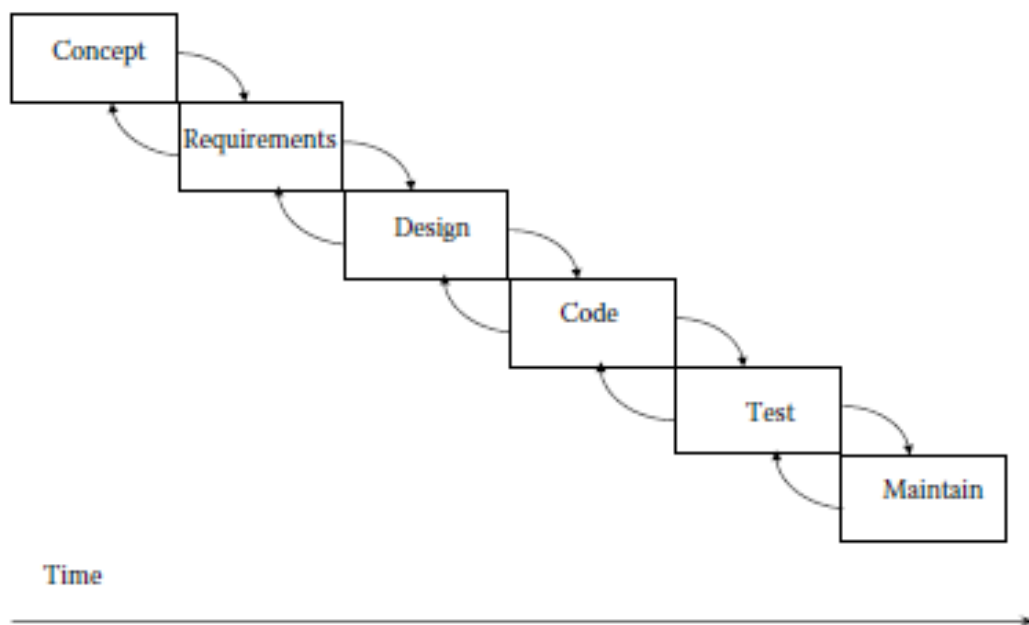 Concept
Requirements
Design
Code
Test
Maintain
Time